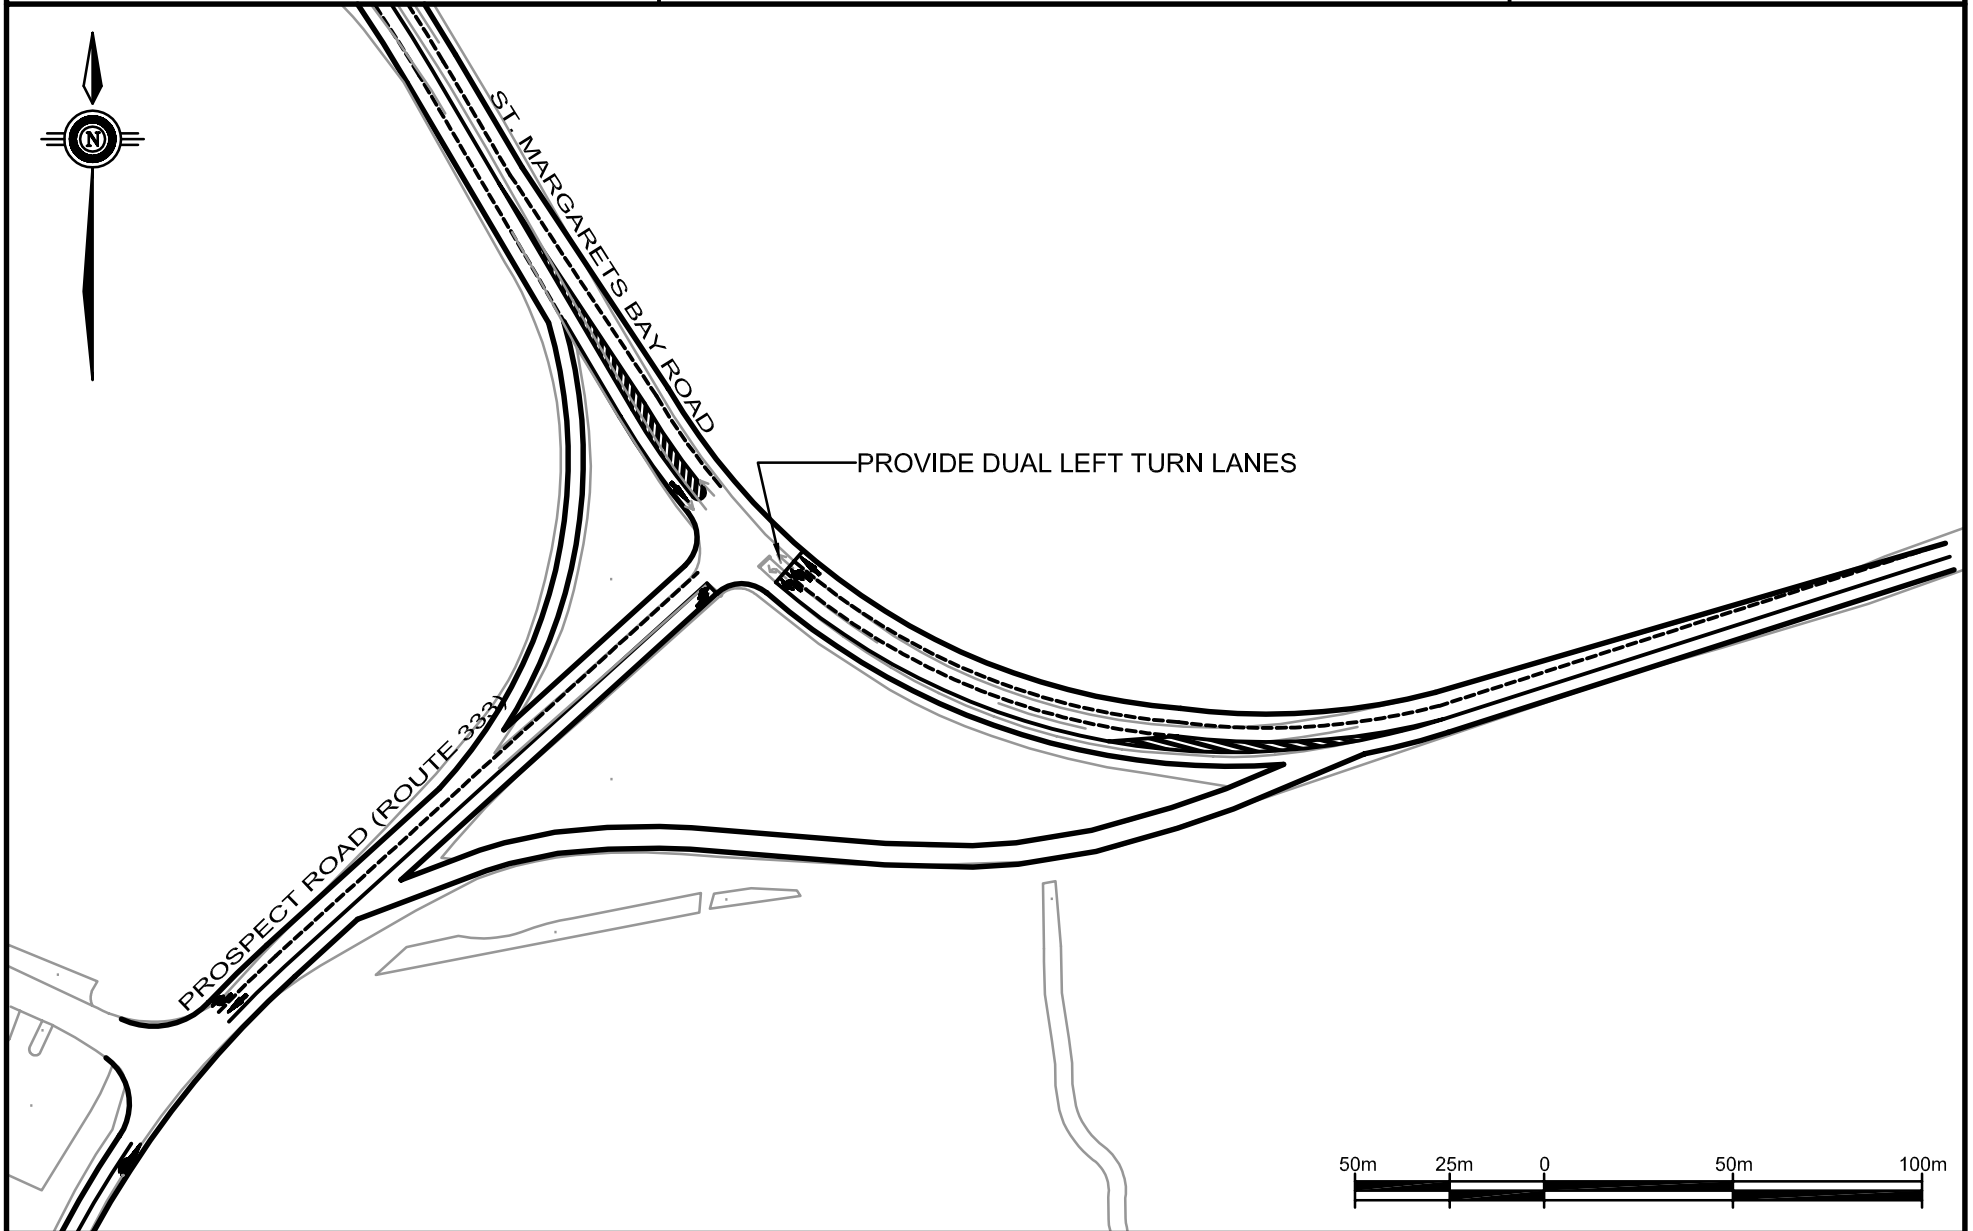 N
ST. MARGARETS BAY ROAD
PROVIDE DUAL LEFT TURN LANES
PROSPECT ROAD (ROUTE 333)
50m 25m 0 50m 100m